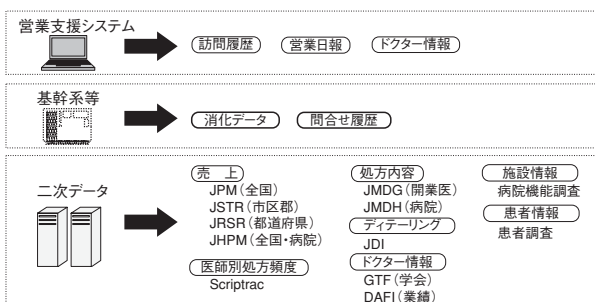 営業支援システム
訪問履歴 営業日報 ドクター情報
基幹系等
消化データ 問合せ履歴
二次データ
売 上
JPM(全国)
JSTR(市区郡)
JRSR(都道府県)
JHPM(全国・病院)
医師別処方頻度
Scriptrac
処方内容
JMDG(開業医)
JMDH(病院)
ディテーリング
JDI
ドクター情報
GTF(学会)
DAFI(業績)
施設情報
病院機能調査
患者情報
患者調査